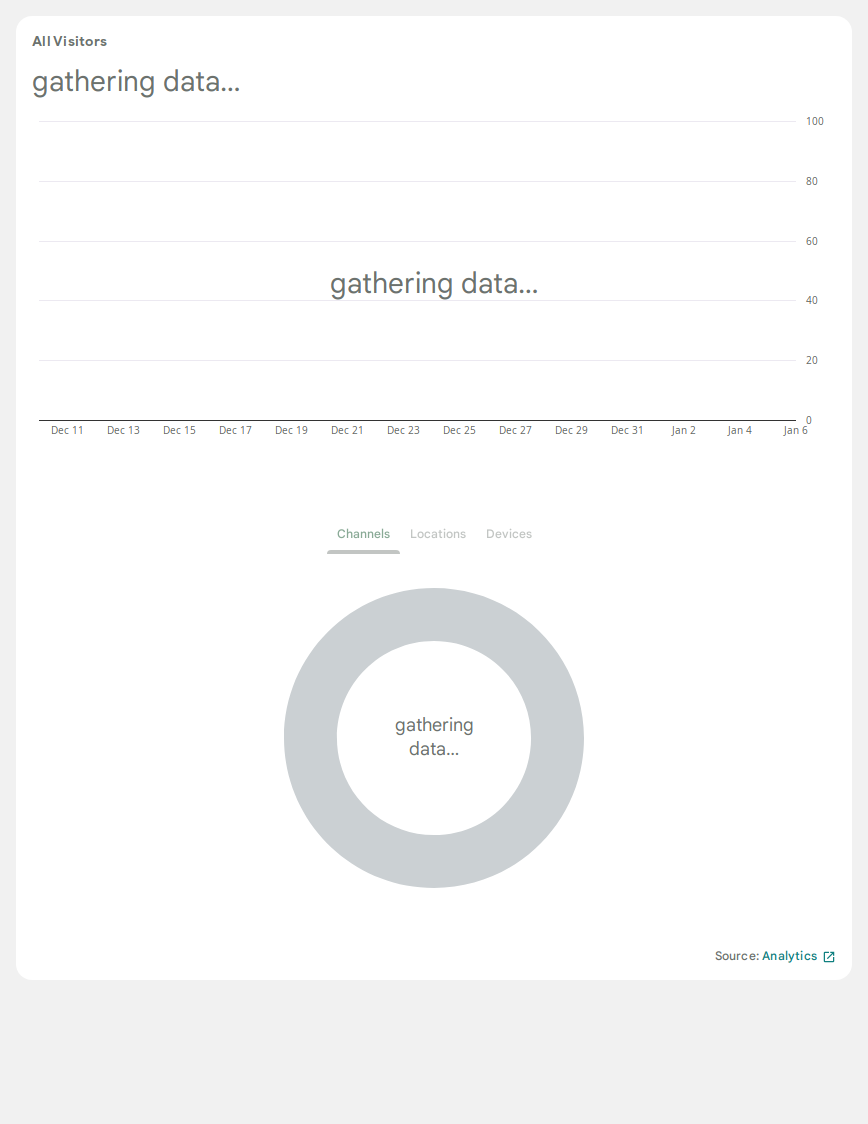 All Visitors
gathering data...
100
80
60
gathering data...
40
20
0
Dec 11 Dec 13 Dec 15 Dec 17 Dec 19 Dec 21 Dec 23 Dec 25 Dec 27 Dec 29 Dec 31 Jan 2 Jan 4 Jan 6
Channels Locations Devices
gathering
data...
Source: Analytics